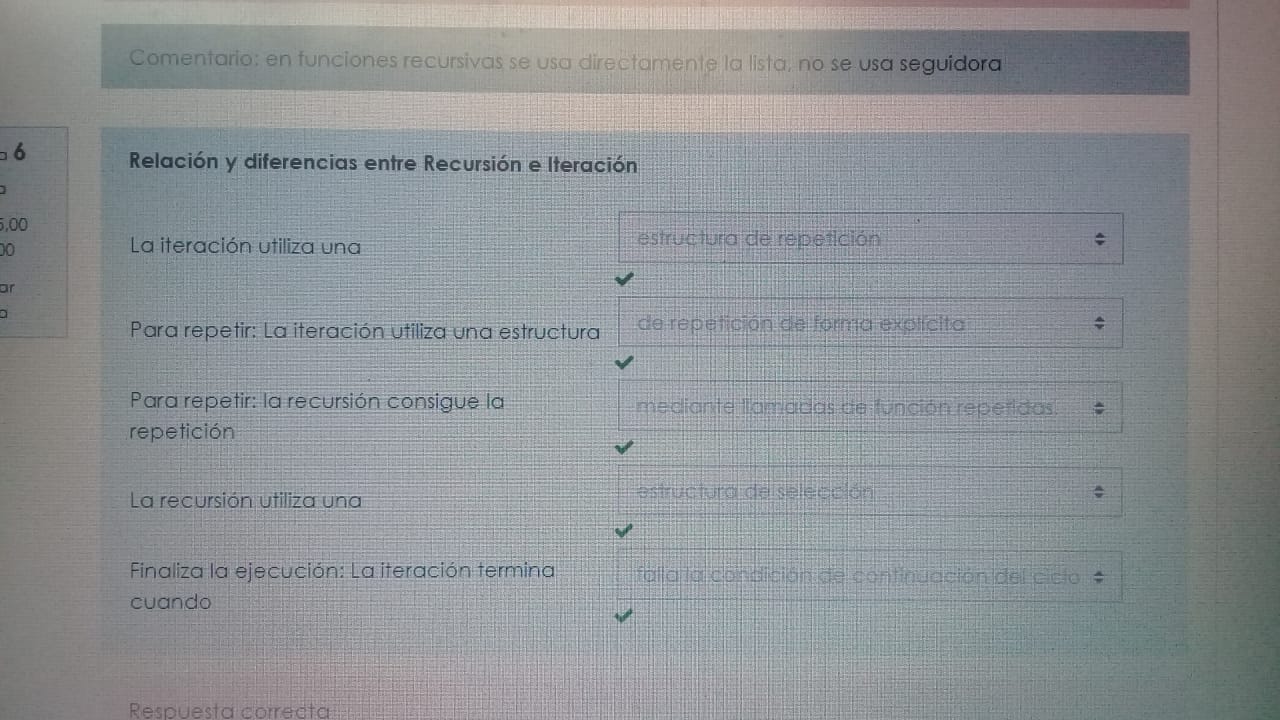 Comentario: en funciones recursivas se usa directamente la lista, no se usa seguidora
6
5,00
00
ar
Relación y diferencias entre Recursión e Iteración
La iteración utiliza una
estructura de repetición
Para repetir: La iteración utiliza una estructura
de repetición de forma explícita
Para repetir: la recursión consigue la
repetición
mediante llamadas de función repetidas.
La recursión utiliza una
estructura de selección
Finaliza la ejecución: La iteración termina
cuando
falla la condición de continuación del ciclo
Respuesta correcta